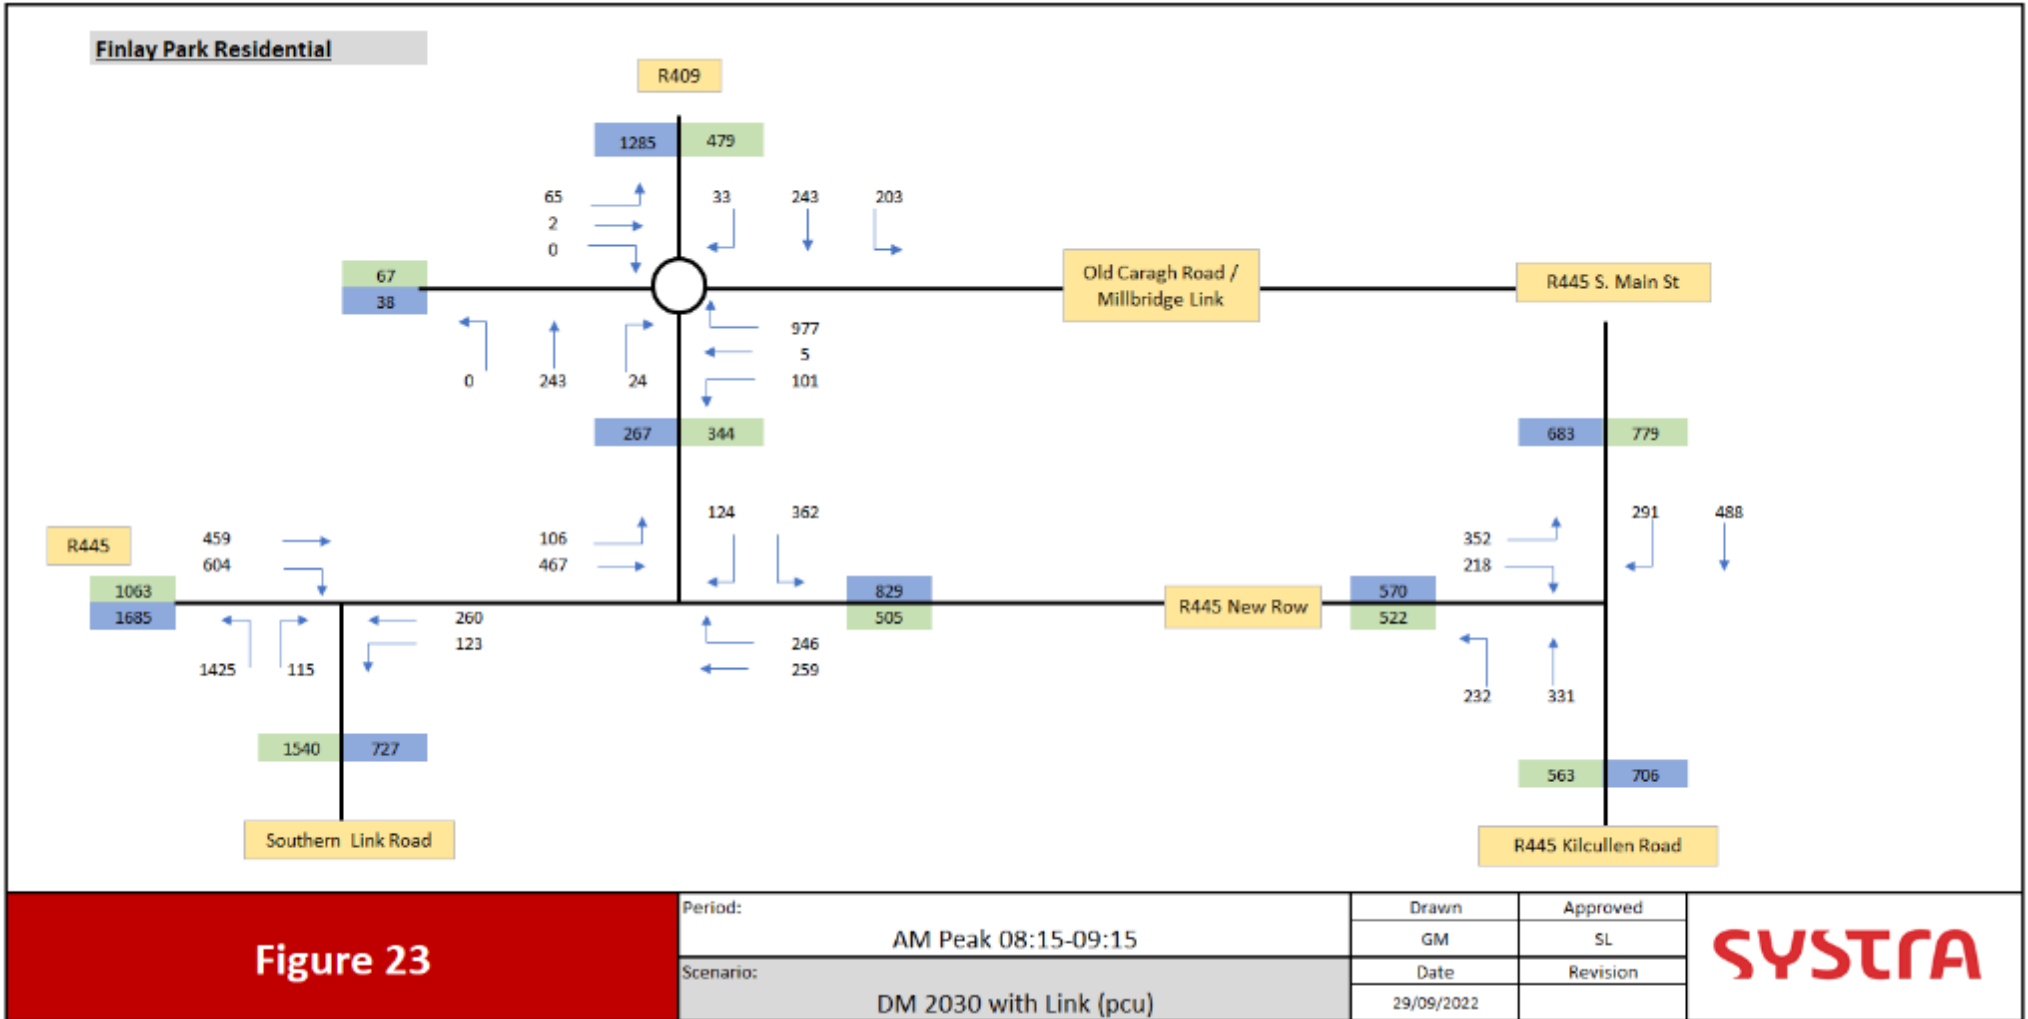 Finlay Park Residential
R409
1285 479
65 33 243 203
2
0
67
38
Old Caragh Road /
Millbridge Link
R445 S. Main St
977
5
101
0 243 24
267 344
683 779
124 362
291 488
R445
459
604
106
467
352
218
1063
1685
829
505
R445 New Row
570
522
260
123
246
259
1425 115
232 331
1540 727
563 706
Southern Link Road
R445 Kilcullen Road
Figure 23
Period:
AM Peak 08:15-09:15
Scenario:
DM 2030 with Link (pcu)
Drawn Approved
GM SL
Date Revision
29/09/2022
SYSTRA